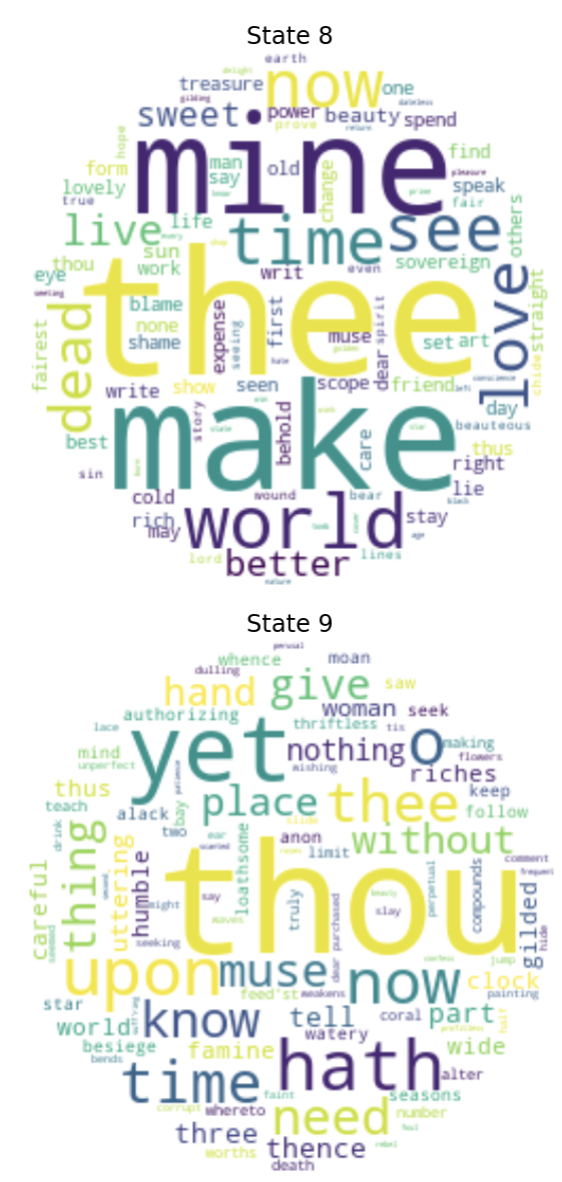 State 8
earth
delight
treasure now one
gilding dateless
sweet power beauty spend
prove
return
hope mine find
form man old change pleasure
say speak
lovely prime fair
true
live life time see others
every
thou sun sovereign
work writ even
eye
seeing
thee love straight
blame expense first spirit
none muse set art
shame seeing dear
fairest hate chide
dead
write show seen scope friend left
conscience
make day
story behold care beauteous
best thus
right
sin
cold wound bear lie
black
rich world stay
may
age
lord better lines
nature
State 9
perusal
whence moan
dulling
hand give saw
woman seek
authorizing
thriftless tis
lace yet nothing o making
mind flowers
unperfect wishing riches
thus place thee keep
teach alack bay follow
two
drink ear anon without
slide
thing uttering humble loathsome limit comment
frequent
careful thou compounds gilded
might say truly beauty perpetual
slay hide
seeking waves dear purchased
upon muse now jump
confess clock
feed'st weakens painting
star know tell coral part
world watery half
besiege famine wide
bends
time hath alter
faint seasons
corrupt whereto need number
three thence foul
worths rebel
death